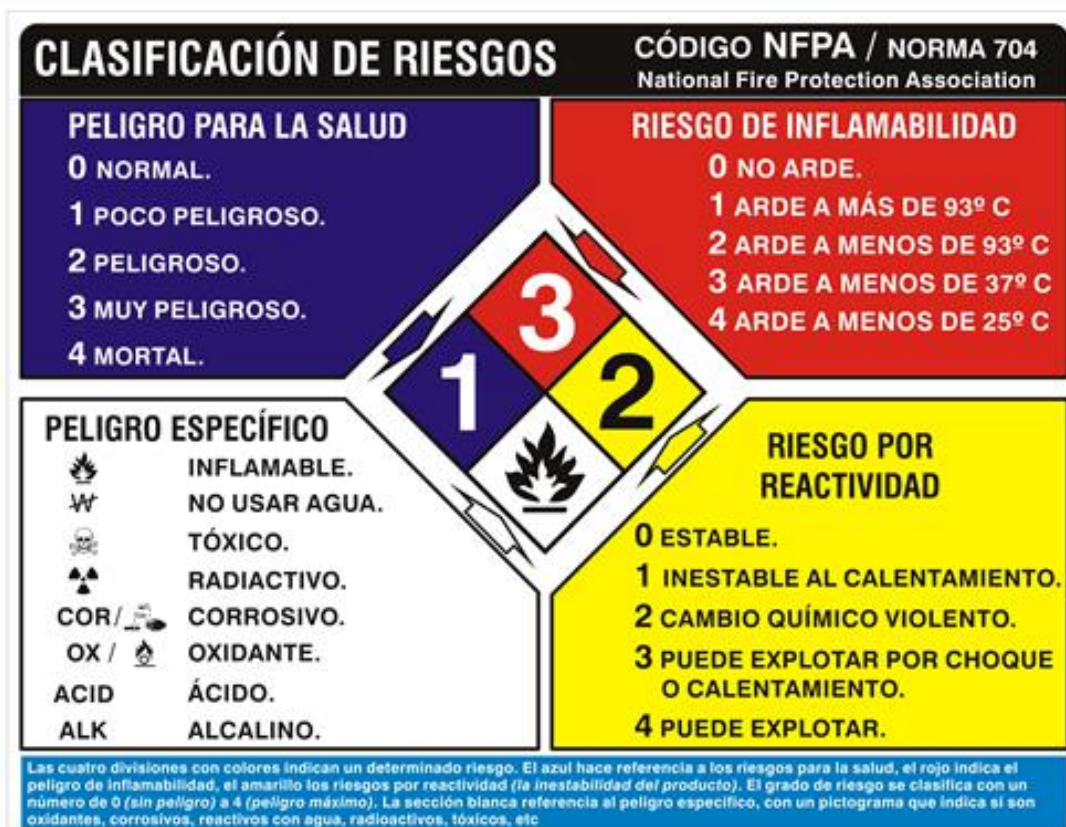 CLASIFICACIÓN DE RIESGOS
CÓDIGO NFPA / NORMA 704
National Fire Protection Association
PELIGRO PARA LA SALUD
0 NORMAL.
1 POCO PELIGROSO.
2 PELIGROSO.
3 MUY PELIGROSO.
4 MORTAL.
RIESGO DE INFLAMABILIDAD
0 NO ARDE.
1 ARDE A MÁS DE 93º C
2 ARDE A MENOS DE 93º C
3 ARDE A MENOS DE 37º C
4 ARDE A MENOS DE 25º C
3
1
2
PELIGRO ESPECÍFICO
INFLAMABLE.
W NO USAR AGUA.
TÓXICO.
RADIACTIVO.
COR/ CORROSIVO.
OX / OXIDANTE.
ACID ÁCIDO.
ALK ALCALINO.
RIESGO POR
REACTIVIDAD
0 ESTABLE.
1 INESTABLE AL CALENTAMIENTO.
2 CAMBIO QUÍMICO VIOLENTO.
3 PUEDE EXPLOTAR POR CHOQUE
O CALENTAMIENTO.
4 PUEDE EXPLOTAR.
Las cuatro divisiones con colores indican un determinado riesgo. El azul hace referencia a los riesgos para la salud, el rojo indica el
peligro de inflamabilidad, el amarillo los riesgos por reactividad (la inestabilidad del producto). El grado de riesgo se clasifica con un
número de 0 (sin peligro) a 4 (peligro máximo). La sección blanca referencia al peligro especifico, con un pictograma que indica si son
oxidantes, corrosivos, reactivos con agua, radioactivos, tóxicos, etc